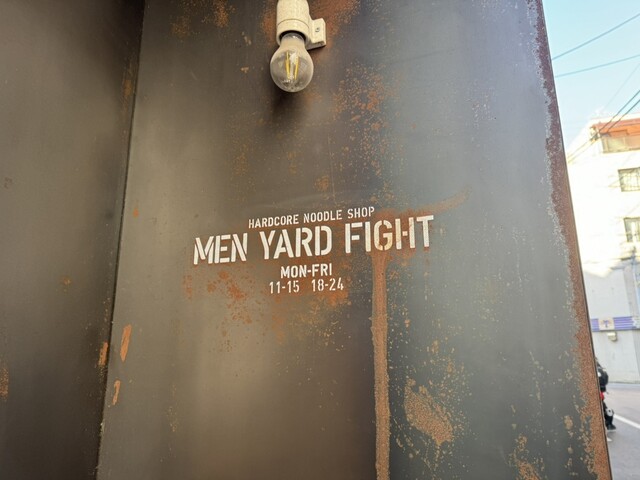 HARDCORE NOODLE SHOP
MEN YARD FIGHT
MON-FRI
11-15 18-24